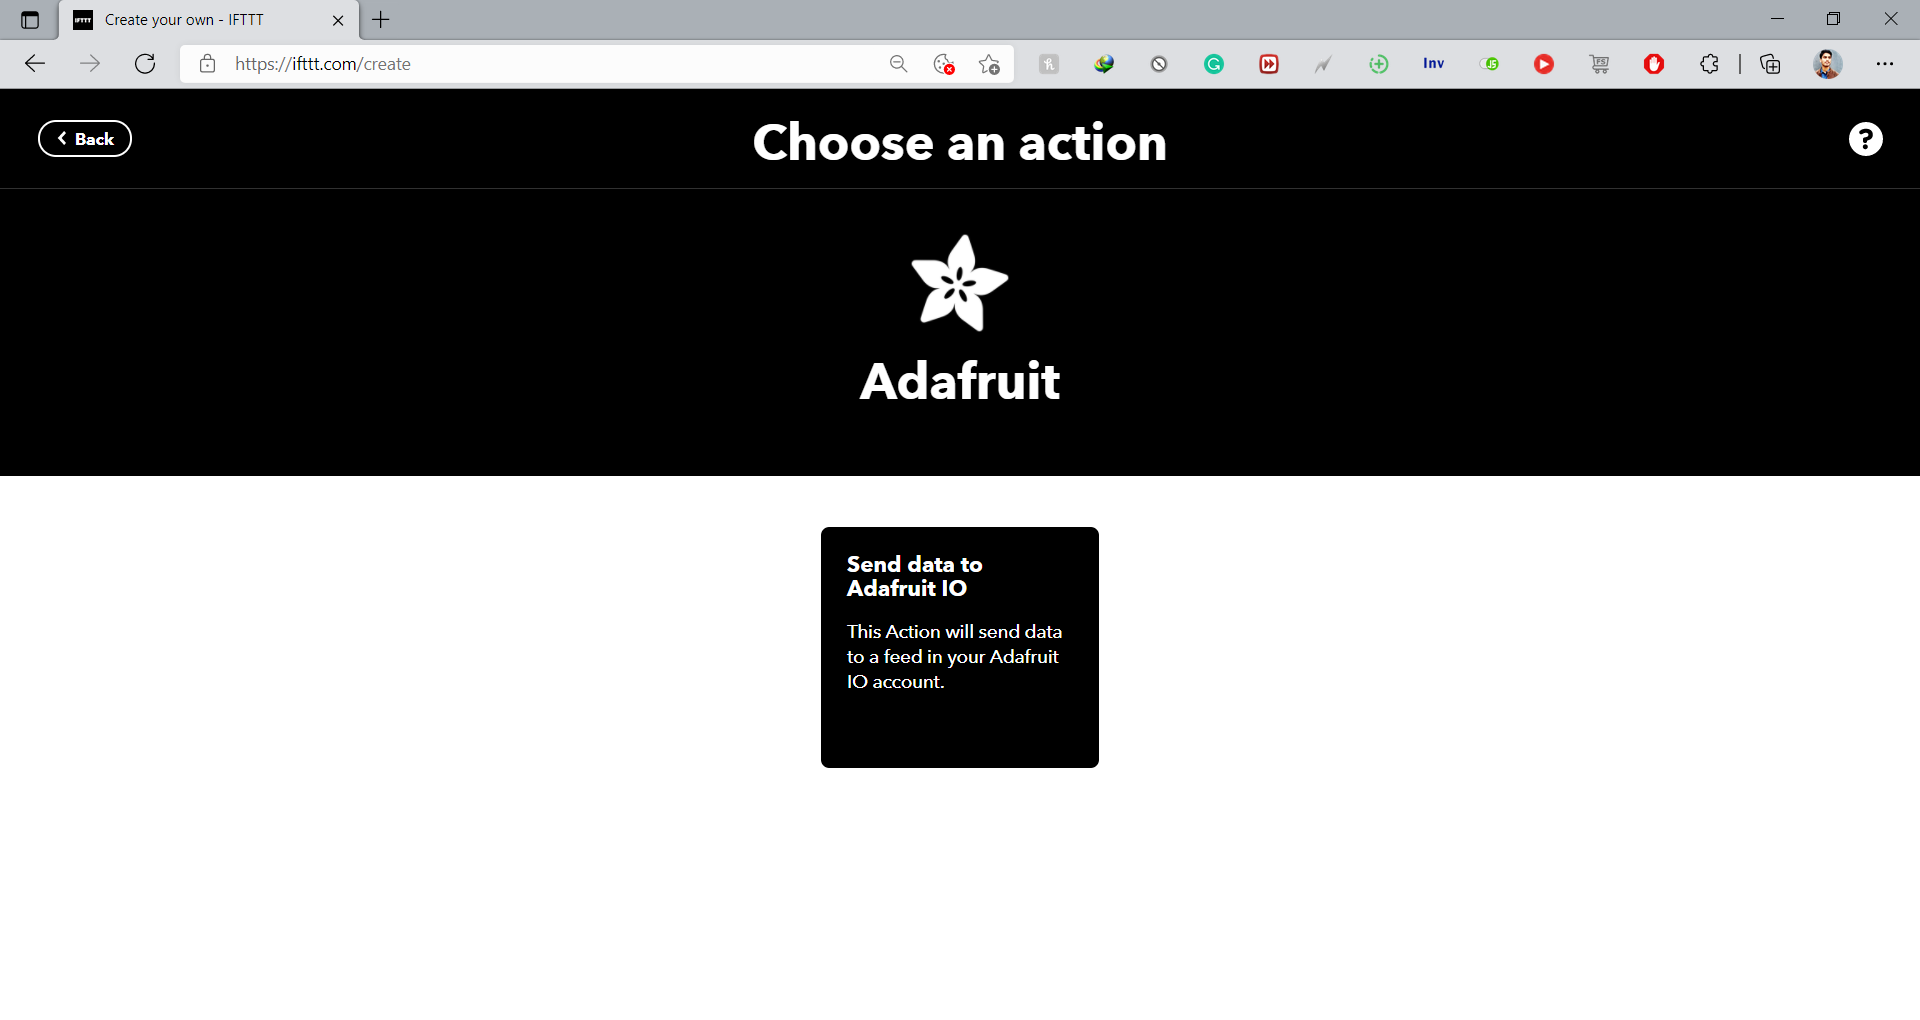 IFTTT
Create your own - IFTTT
https://ifttt.com/create
Inv
Back
Choose an action
?
Adafruit
Send data to
Adafruit IO
This Action will send data
to a feed in your Adafruit
IO account.